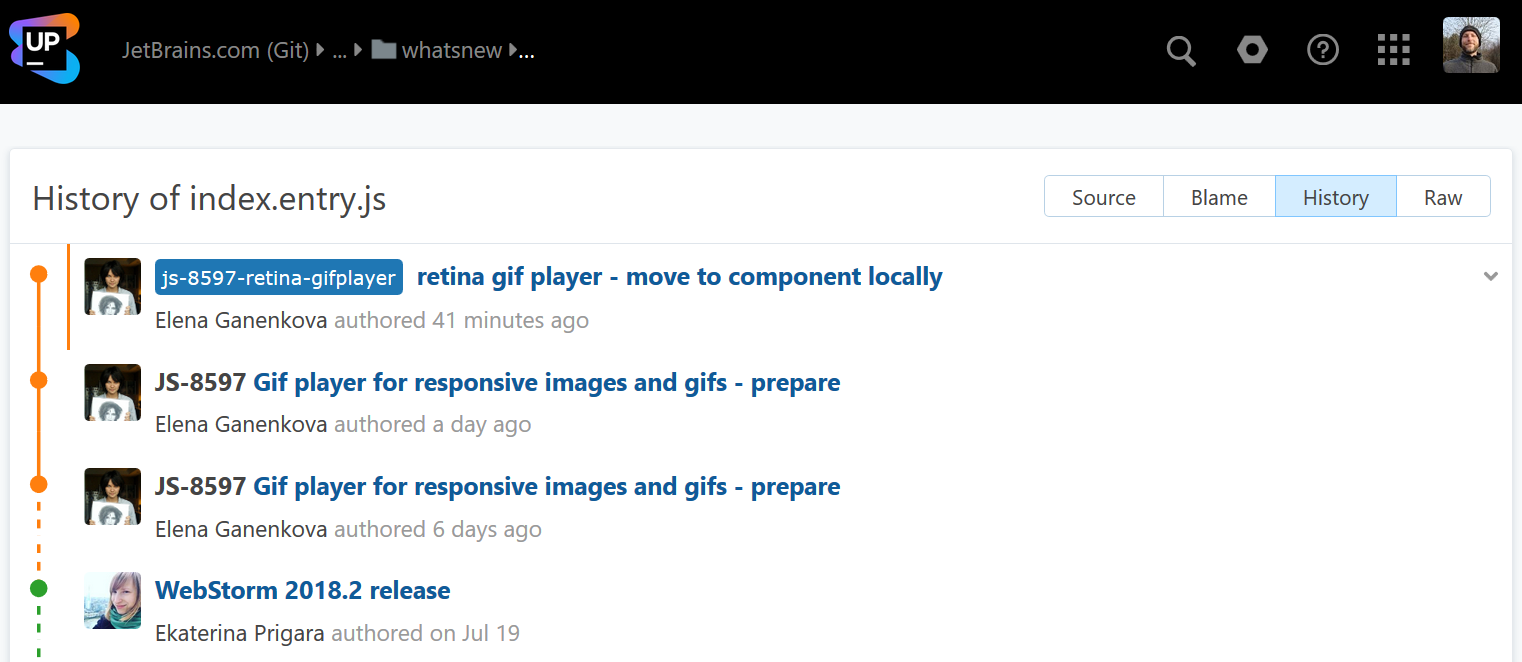 UP
JetBrains.com (Git) ... whatsnew ...
History of index.entry.js
Source Blame History Raw
js-8597-retina-gifplayer retina gif player - move to component locally
Elena Ganenkova authored 41 minutes ago
JS-8597 Gif player for responsive images and gifs - prepare
Elena Ganenkova authored a day ago
JS-8597 Gif player for responsive images and gifs - prepare
Elena Ganenkova authored 6 days ago
WebStorm 2018.2 release
Ekaterina Prigara authored on Jul 19